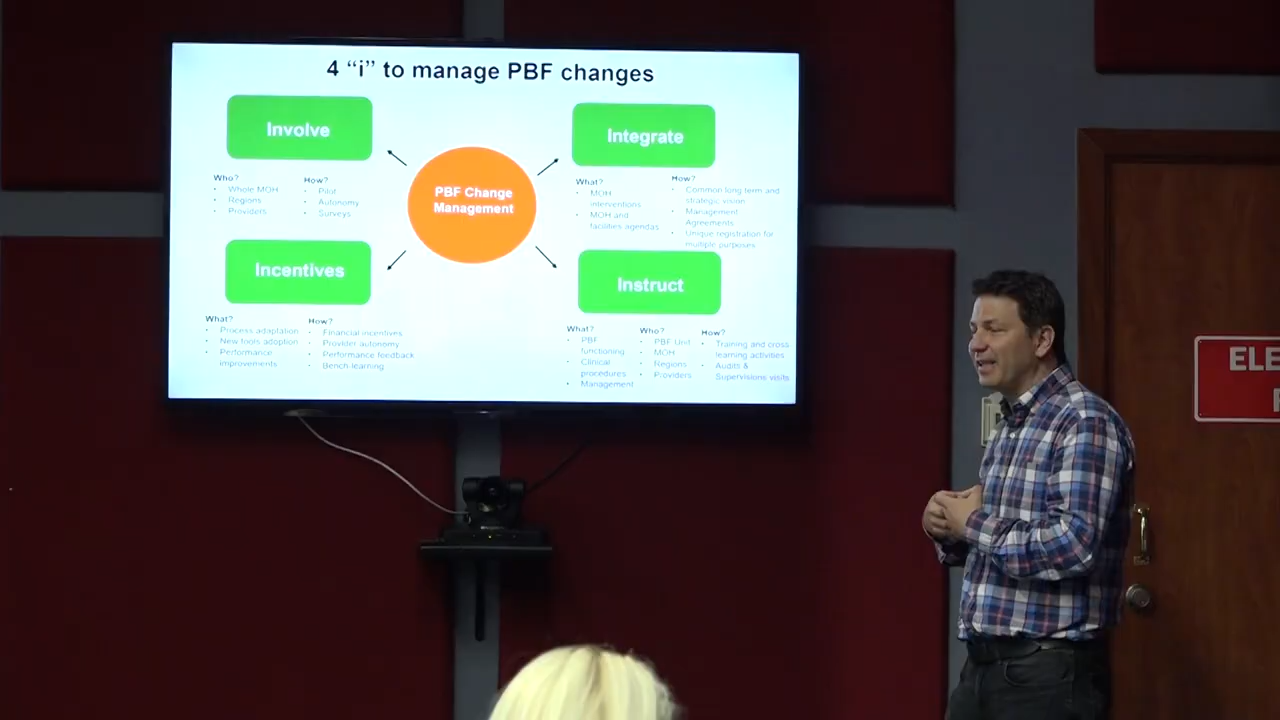 4 “i” to manage PBF changes
Involve
Who?
• Whole MOH
• Regions
• Providers
How?
• Pilot
• Autonomy
• Surveys
PBF Change
Management
Integrate
What?
• MOH
interventions
• MOH and
facilities agendas
How?
• Common long term and
strategic vision
• Management
Agreements
• Unique registration for
multiple purposes
Incentives
What?
• Process adaptation
• New tools adoption
• Performance
improvements
How?
• Financial incentives
• Provider autonomy
• Performance feedback
• Bench learning
Instruct
What?
• PBF
functioning
• Clinical
procedures
• Management
Who?
• PBF Unit
• MOH
• Regions
• Providers
How?
• Training and cross
learning activities
• Audits &
Supervisions visits
ELE